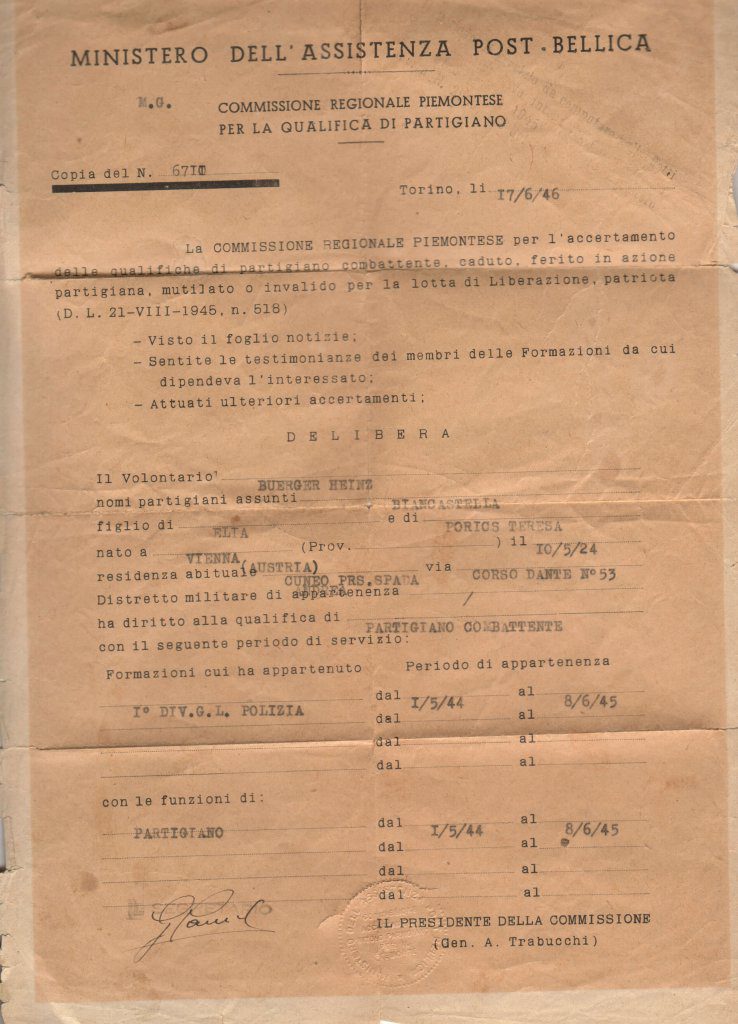 MINISTERO DELL'ASSISTENZA POST-BELLICA
M.G. COMMISSIONE REGIONALE PIEMONTESE
PER LA QUALIFICA DI PARTIGIANO
Copia del N.
Torino, li 17/6/46
La COMMISSIONE REGIONALE PIEMONTESE per l'accertamento
delle qualifiche di partigiano combattente, caduto, ferito in azione
partigiana, mutilato o invalido per la lotta di Liberazione, patriota
(D. L. 21-VIII-1945, n. 518)
- Visto il foglio notizie;
- Sentite le testimonianze dei membri delle Formazioni da cui
dipendeva l'interessato;
- Attuati ulteriori accertamenti;
DELIBERA
Il Volontario BUERGER HEINZ
nomi partigiani assunti BIANCASTELLA
figlio di ELIA e di PORICS TERESA
nato a VIENNA (AUSTRIA) (Prov. ) il 10/5/24
residenza abituale CUNEO PRS.SPADA ANDREA via CORSO DANTE N°53
Distretto militare di appartenenza /
ha diritto alla qualifica di PARTIGIANO COMBATTENTE
con il seguente periodo di servizio:
Formazioni cui ha appartenuto Periodo di appartenenza
I° DIV.G.L. POLIZIA dal I/5/44 al 8/6/45
dal al
dal al
dal al
con le funzioni di:
PARTIGIANO dal I/5/44 al 8/6/45
dal al
dal al
dal al
IL PRESIDENTE DELLA COMMISSIONE
(Gen. A. Trabucchi)